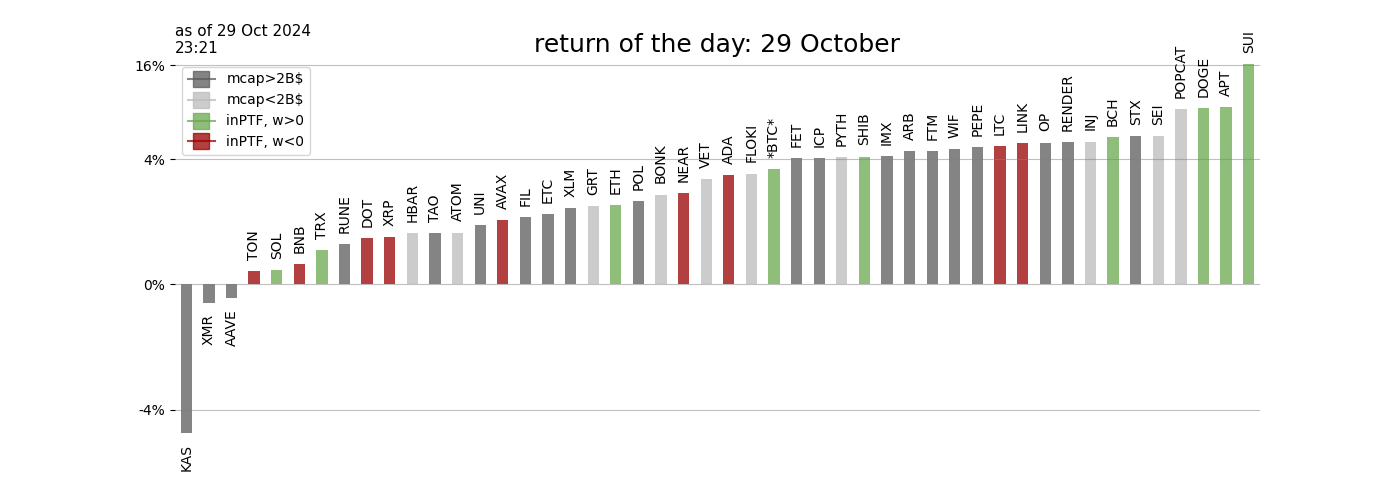 as of 29 Oct 2024
23:21
return of the day: 29 October
16%
4%
0%
-4%
mcap>2B$
mcap<2B$
inPTF, w>0
inPTF, w<0
KAS
XMR
AAVE
TON
SOL
BNB
TRX
RUNE
DOT
XRP
HBAR
TAO
ATOM
UNI
AVAX
FIL
ETC
XLM
GRT
ETH
POL
BONK
NEAR
VET
ADA
FLOKI
*BTC*
FET
ICP
PYTH
SHIB
IMX
ARB
FTM
WIF
PEPE
LTC
LINK
OP
RENDER
INJ
BCH
STX
SEI
POPCAT
DOGE
APT
SUI